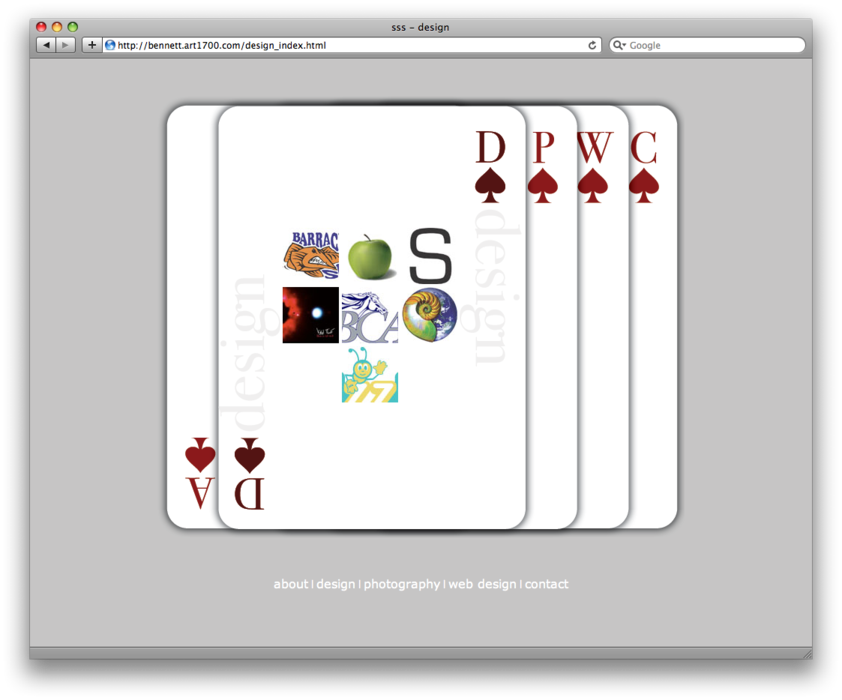 sss - design
http://bennett.art1700.com/design_index.html
Google
D P W C
design
BARRAC
S
BCA
design
A D
about | design | photography | web design | contact